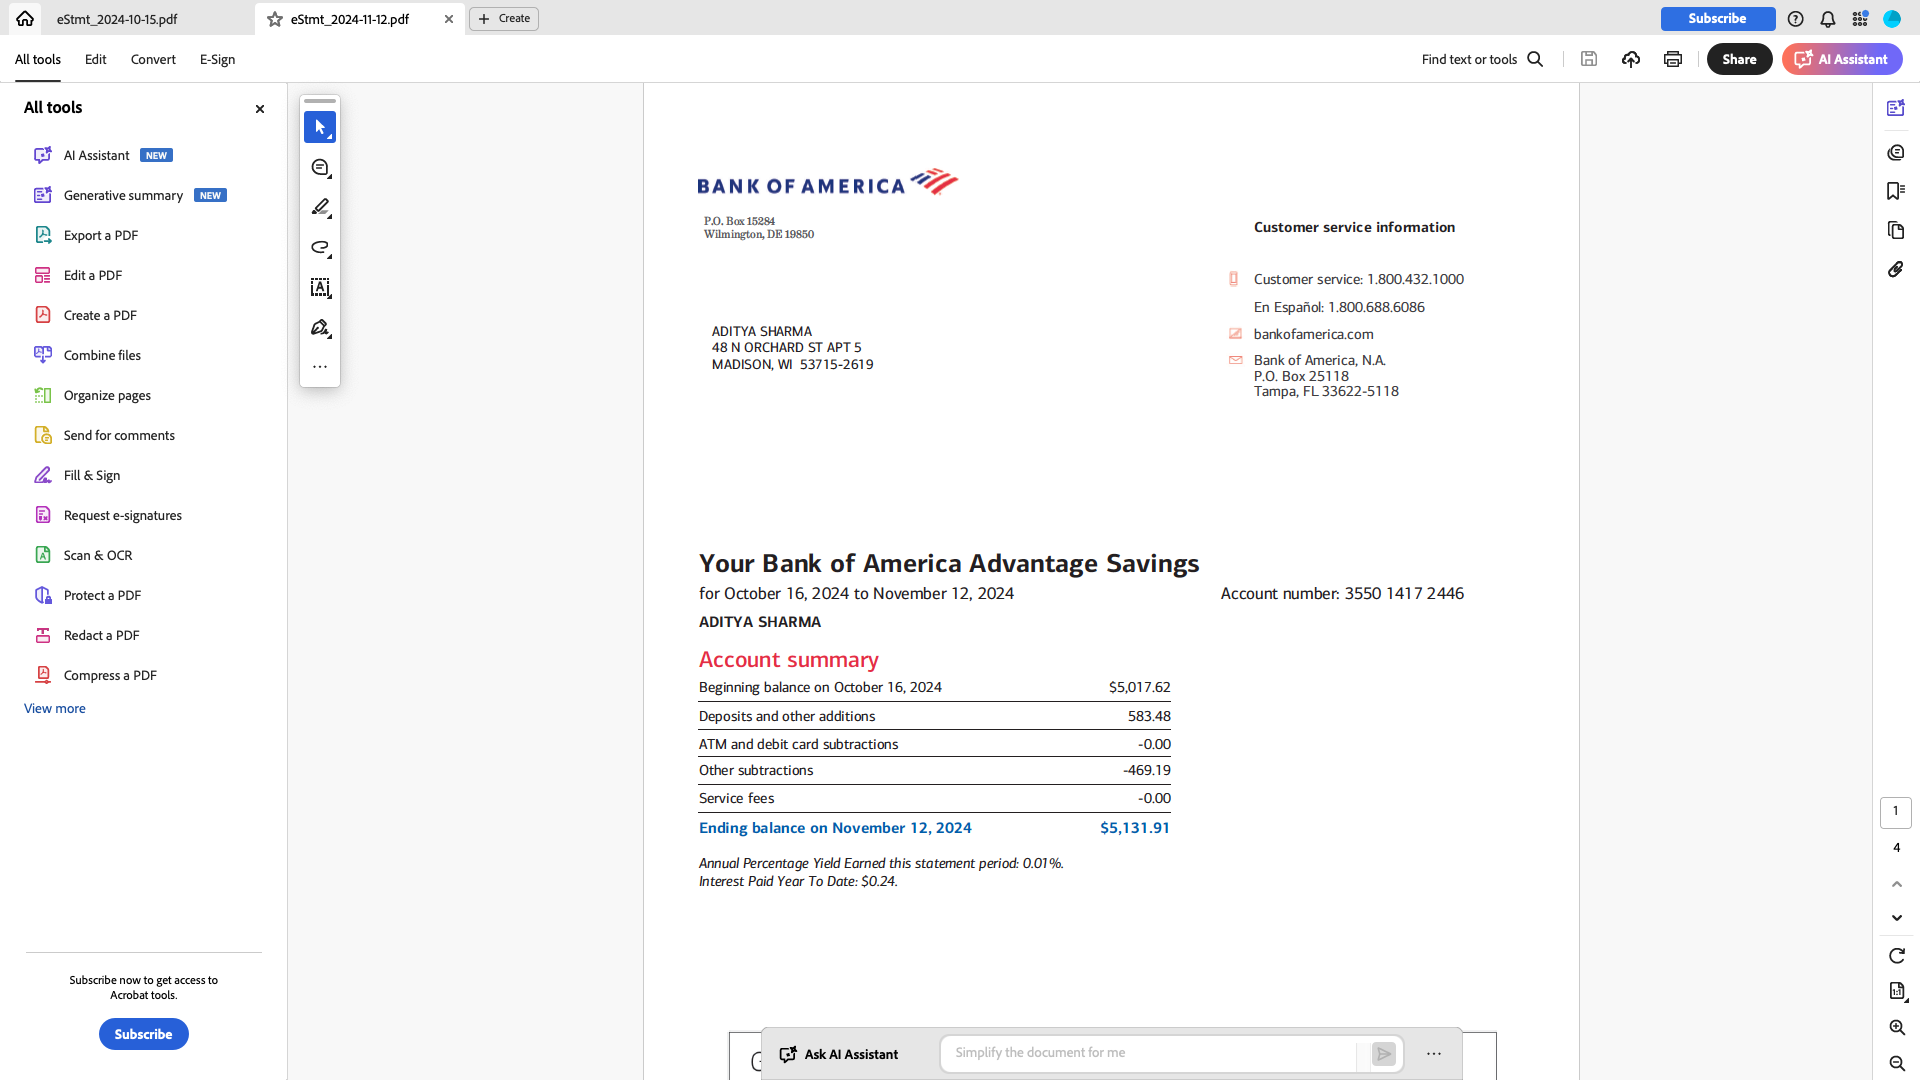 eStmt_2024-10-15.pdf
eStmt_2024-11-12.pdf
Create
Subscribe
All tools
Edit
Convert
E-Sign
Find text or tools
Share
AI Assistant
All tools
AI Assistant NEW
Generative summary NEW
Export a PDF
Edit a PDF
Create a PDF
Combine files
Organize pages
Send for comments
Fill & Sign
Request e-signatures
Scan & OCR
Protect a PDF
Redact a PDF
Compress a PDF
View more
Subscribe now to get access to
Acrobat tools.
Subscribe
BANK OF AMERICA
P.O. Box 15284
Wilmington, DE 19850
Customer service information
Customer service: 1.800.432.1000
En Español: 1.800.688.6086
bankofamerica.com
Bank of America, N.A.
P.O. Box 25118
Tampa, FL 33622-5118
ADITYA SHARMA
48 N ORCHARD ST APT 5
MADISON, WI 53715-2619
Your Bank of America Advantage Savings
for October 16, 2024 to November 12, 2024
Account number: 3550 1417 2446
ADITYA SHARMA
Account summary
Beginning balance on October 16, 2024 $5,017.62
Deposits and other additions 583.48
ATM and debit card subtractions -0.00
Other subtractions -469.19
Service fees -0.00
Ending balance on November 12, 2024 $5,131.91
Annual Percentage Yield Earned this statement period: 0.01%.
Interest Paid Year To Date: $0.24.
Ask AI Assistant
Simplify the document for me
1
4